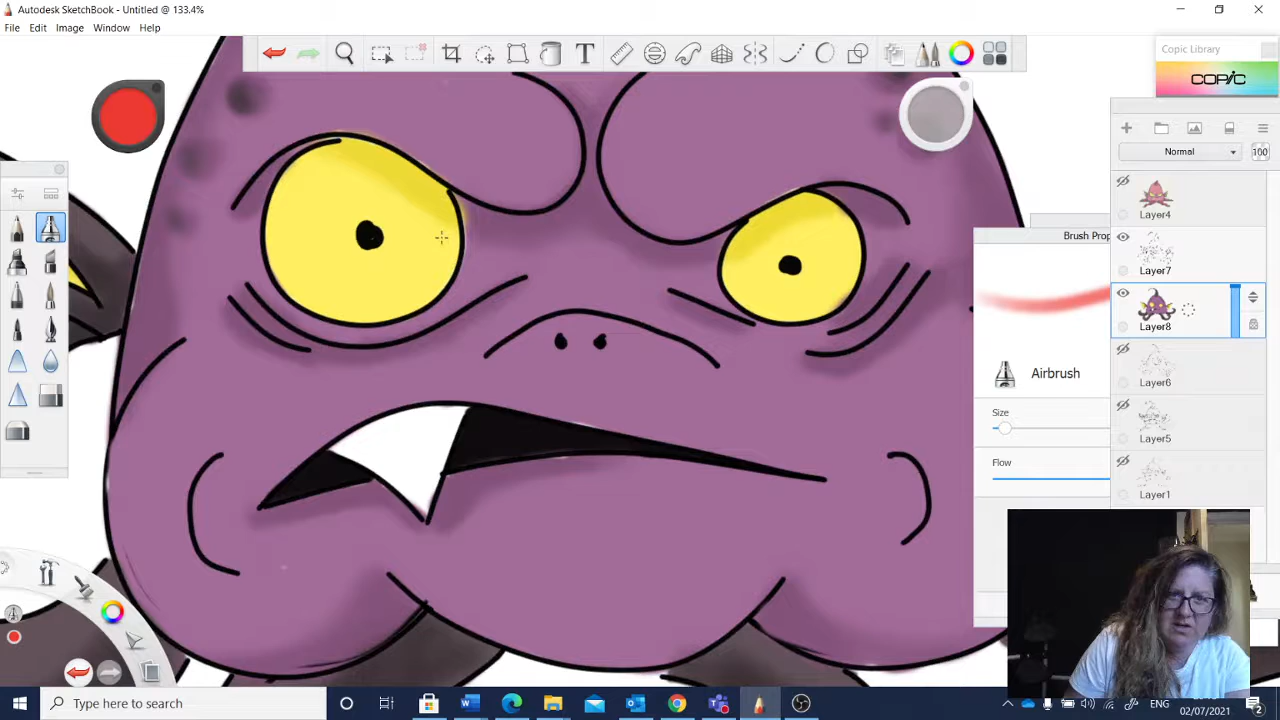 Autodesk SketchBook - Untitled @ 133.4%
File Edit Image Window Help
Copic Library
COPIC
Normal
100
Layer4
Layer7
Layer8
Layer6
Layer5
Layer1
Brush Prop
Airbrush
Size
Flow
Type here to search
ENG
02/07/2021
2